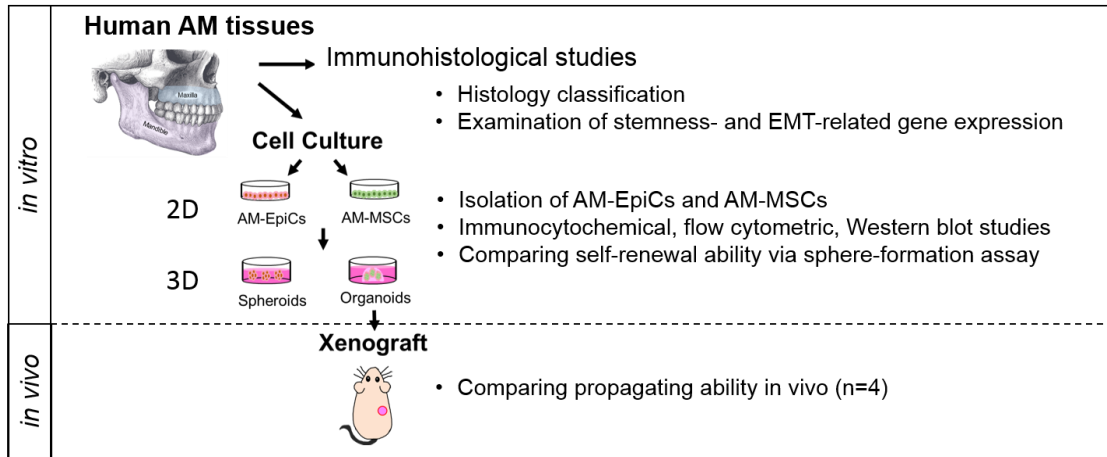 Human AM tissues
Immunohistological studies
Maxilla
Mandible
• Histology classification
• Examination of stemness- and EMT-related gene expression
Cell Culture
in vitro
2D
AM-EpiCs
AM-MSCs
• Isolation of AM-EpiCs and AM-MSCs
• Immunocytochemical, flow cytometric, Western blot studies
• Comparing self-renewal ability via sphere-formation assay
3D
Spheroids
Organoids
Xenograft
in vivo
• Comparing propagating ability in vivo (n=4)